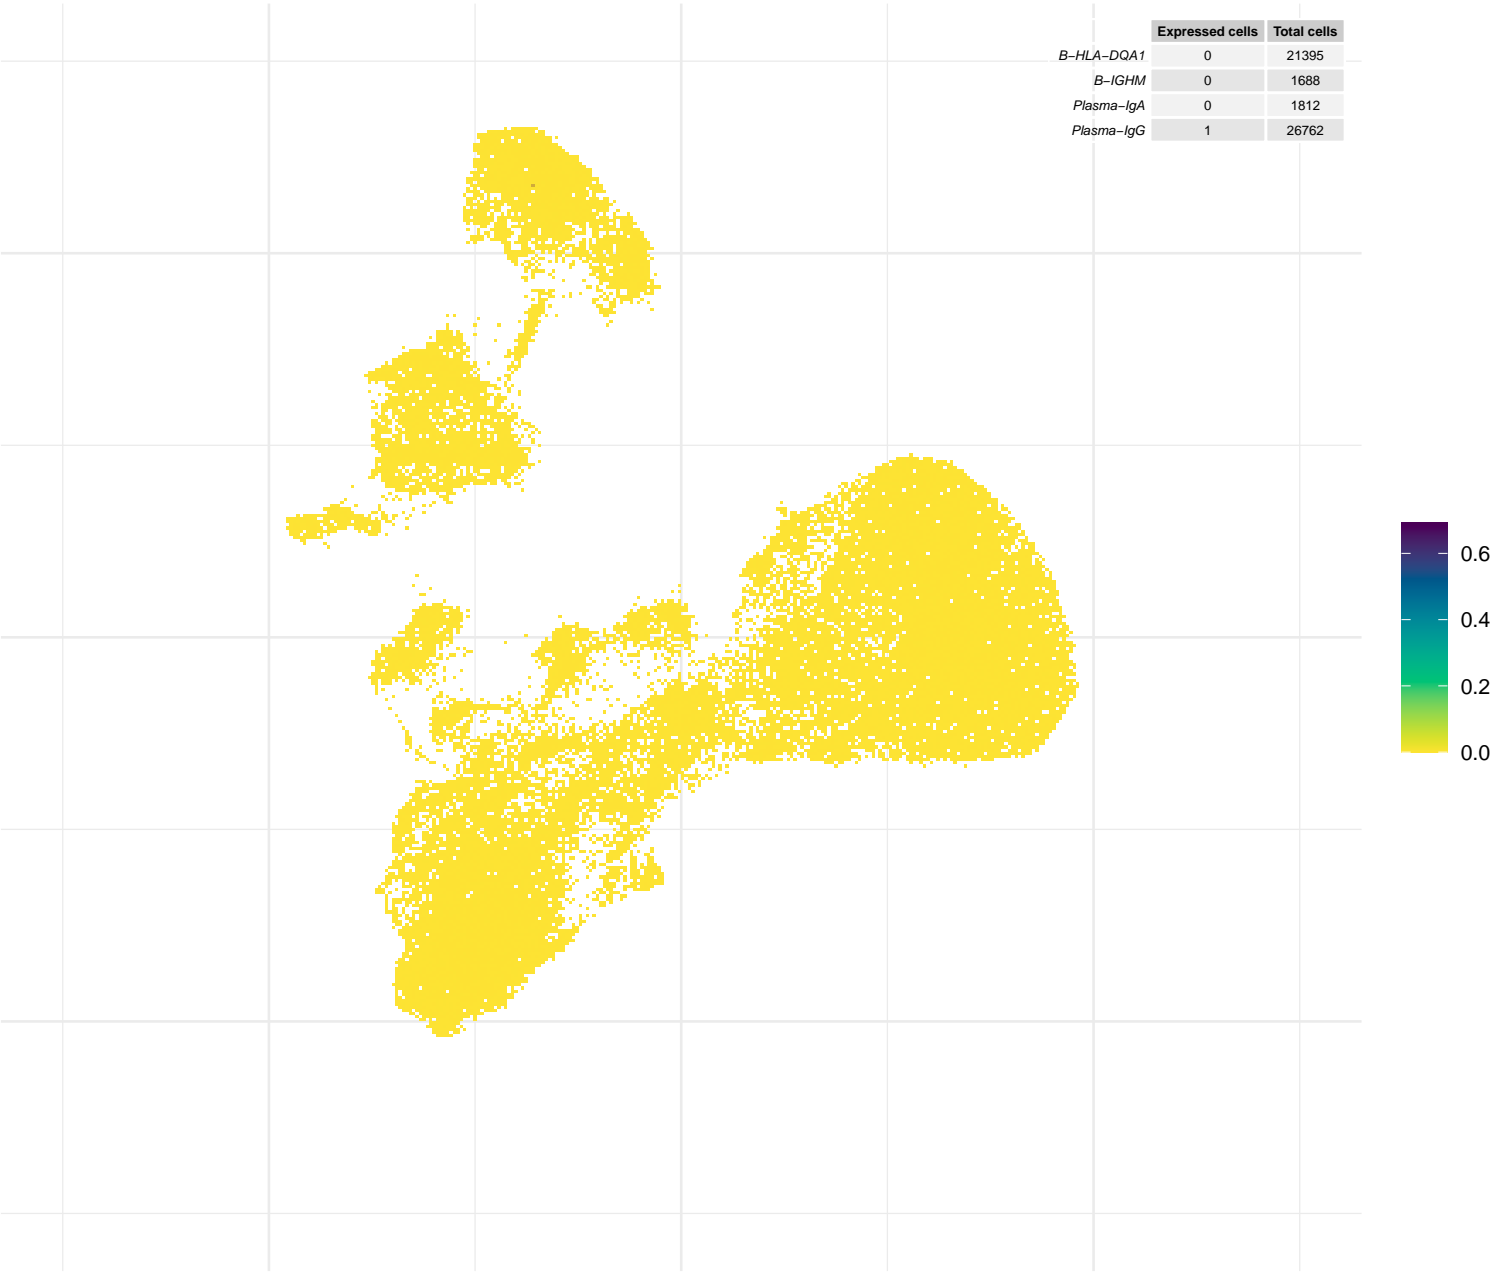 Expressed cells Total cells
B−HLA−DQA1 0 21395
B−IGHM 0 1688
Plasma−IgA 0 1812
Plasma−IgG 1 26762
0.6
0.4
0.2
0.0